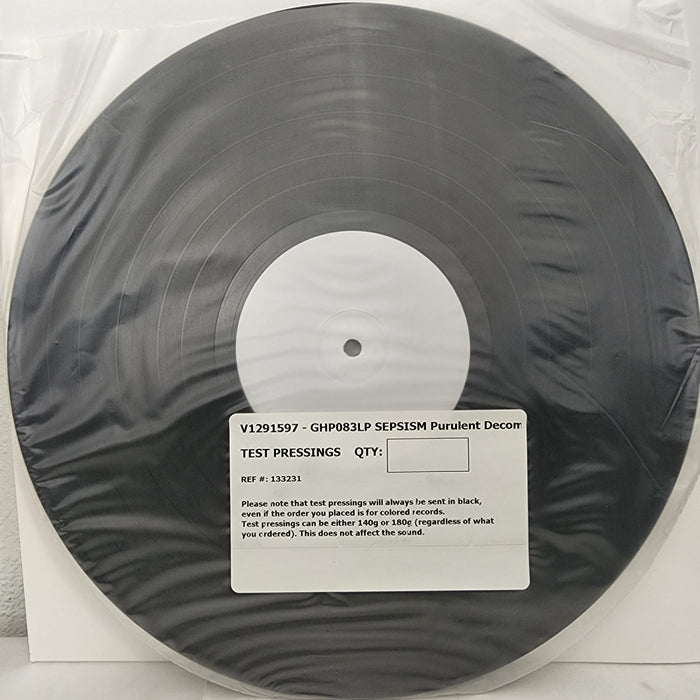 V1291597 - GHP083LP SEPSISM Purulent Decom
TEST PRESSINGS QTY:
REF #: 133231
Please note that test pressings will always be sent in black,
even if the order you placed is for colored records.
Test pressings can be either 140g or 180g (regardless of what
you ordered). This does not affect the sound.